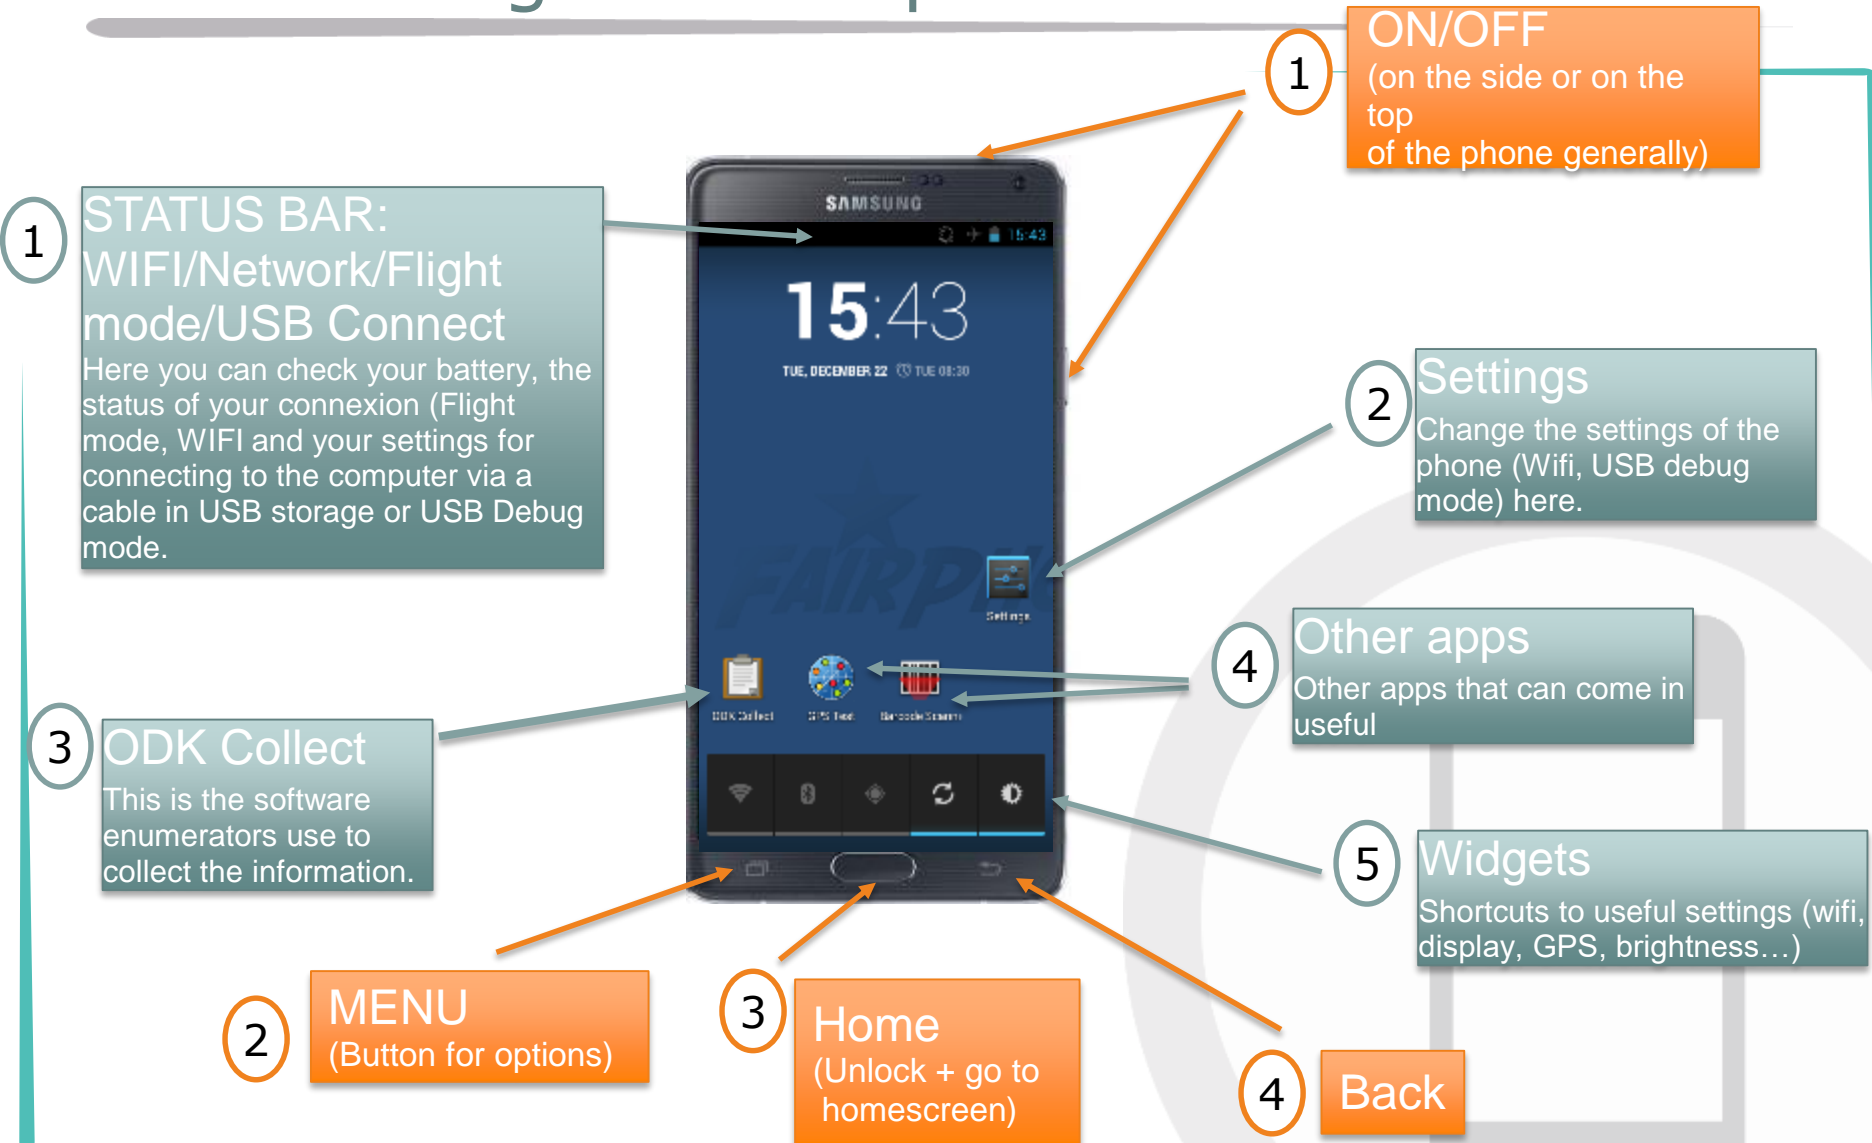 1
ON/OFF
(on the side or on the
top
of the phone generally)
1
STATUS BAR:
WIFI/Network/Flight
mode/USB Connect
Here you can check your battery, the
status of your connexion (Flight
mode, WIFI and your settings for
connecting to the computer via a
cable in USB storage or USB Debug
mode.
SAMSUNG
15:43
15:43
TUE, DECEMBER 22 TUE 08:30
2
Settings
Change the settings of the
phone (Wifi, USB debug
mode) here.
Settings
4
Other apps
Other apps that can come in
useful
ODK Collect GPS Test Barcode Scann
3
ODK Collect
This is the software
enumerators use to
collect the information.
5
Widgets
Shortcuts to useful settings (wifi,
display, GPS, brightness…)
2
MENU
(Button for options)
3
Home
(Unlock + go to
homescreen)
4
Back